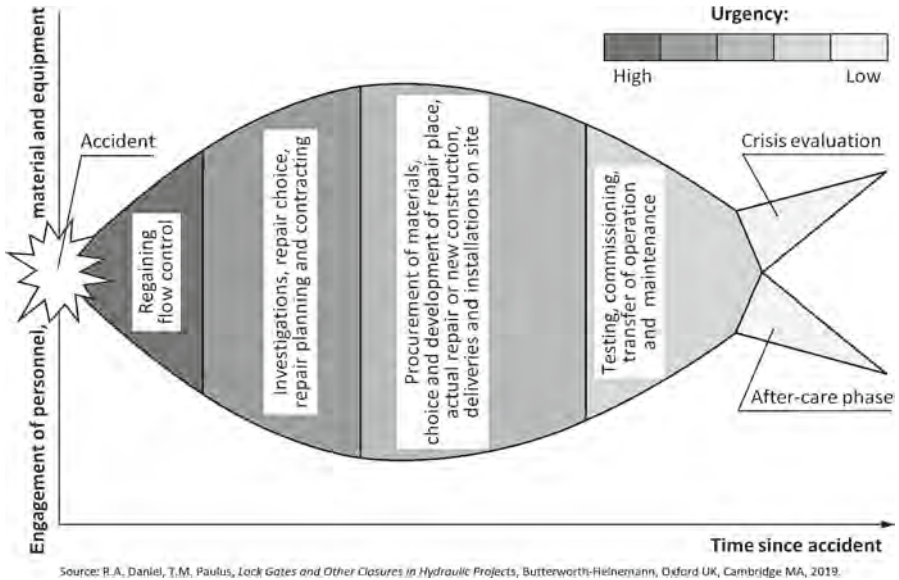 Urgency:
High
Low
Engagement of personnel, material and equipment
Accident
Regaining
flow control
Investigations, repair choice,
repair planning and contracting
Procurement of materials,
choice and development of repair place,
actual repair or new construction,
deliveries and installations on site
Testing, commissioning,
transfer of operation
and maintenance
Crisis evaluation
After-care phase
Time since accident
Source: R.A. Daniel, T.M. Paulus, Lock Gates and Other Closures in Hydraulic Projects, Butterworth-Heinemann, Oxford UK, Cambridge MA, 2019.